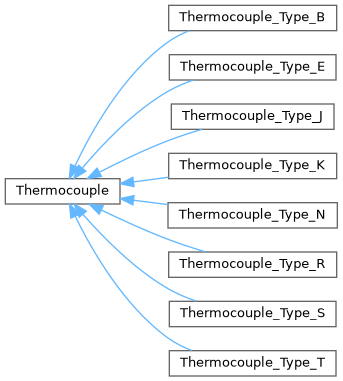 Thermocouple
Thermocouple_Type_B
Thermocouple_Type_E
Thermocouple_Type_J
Thermocouple_Type_K
Thermocouple_Type_N
Thermocouple_Type_R
Thermocouple_Type_S
Thermocouple_Type_T